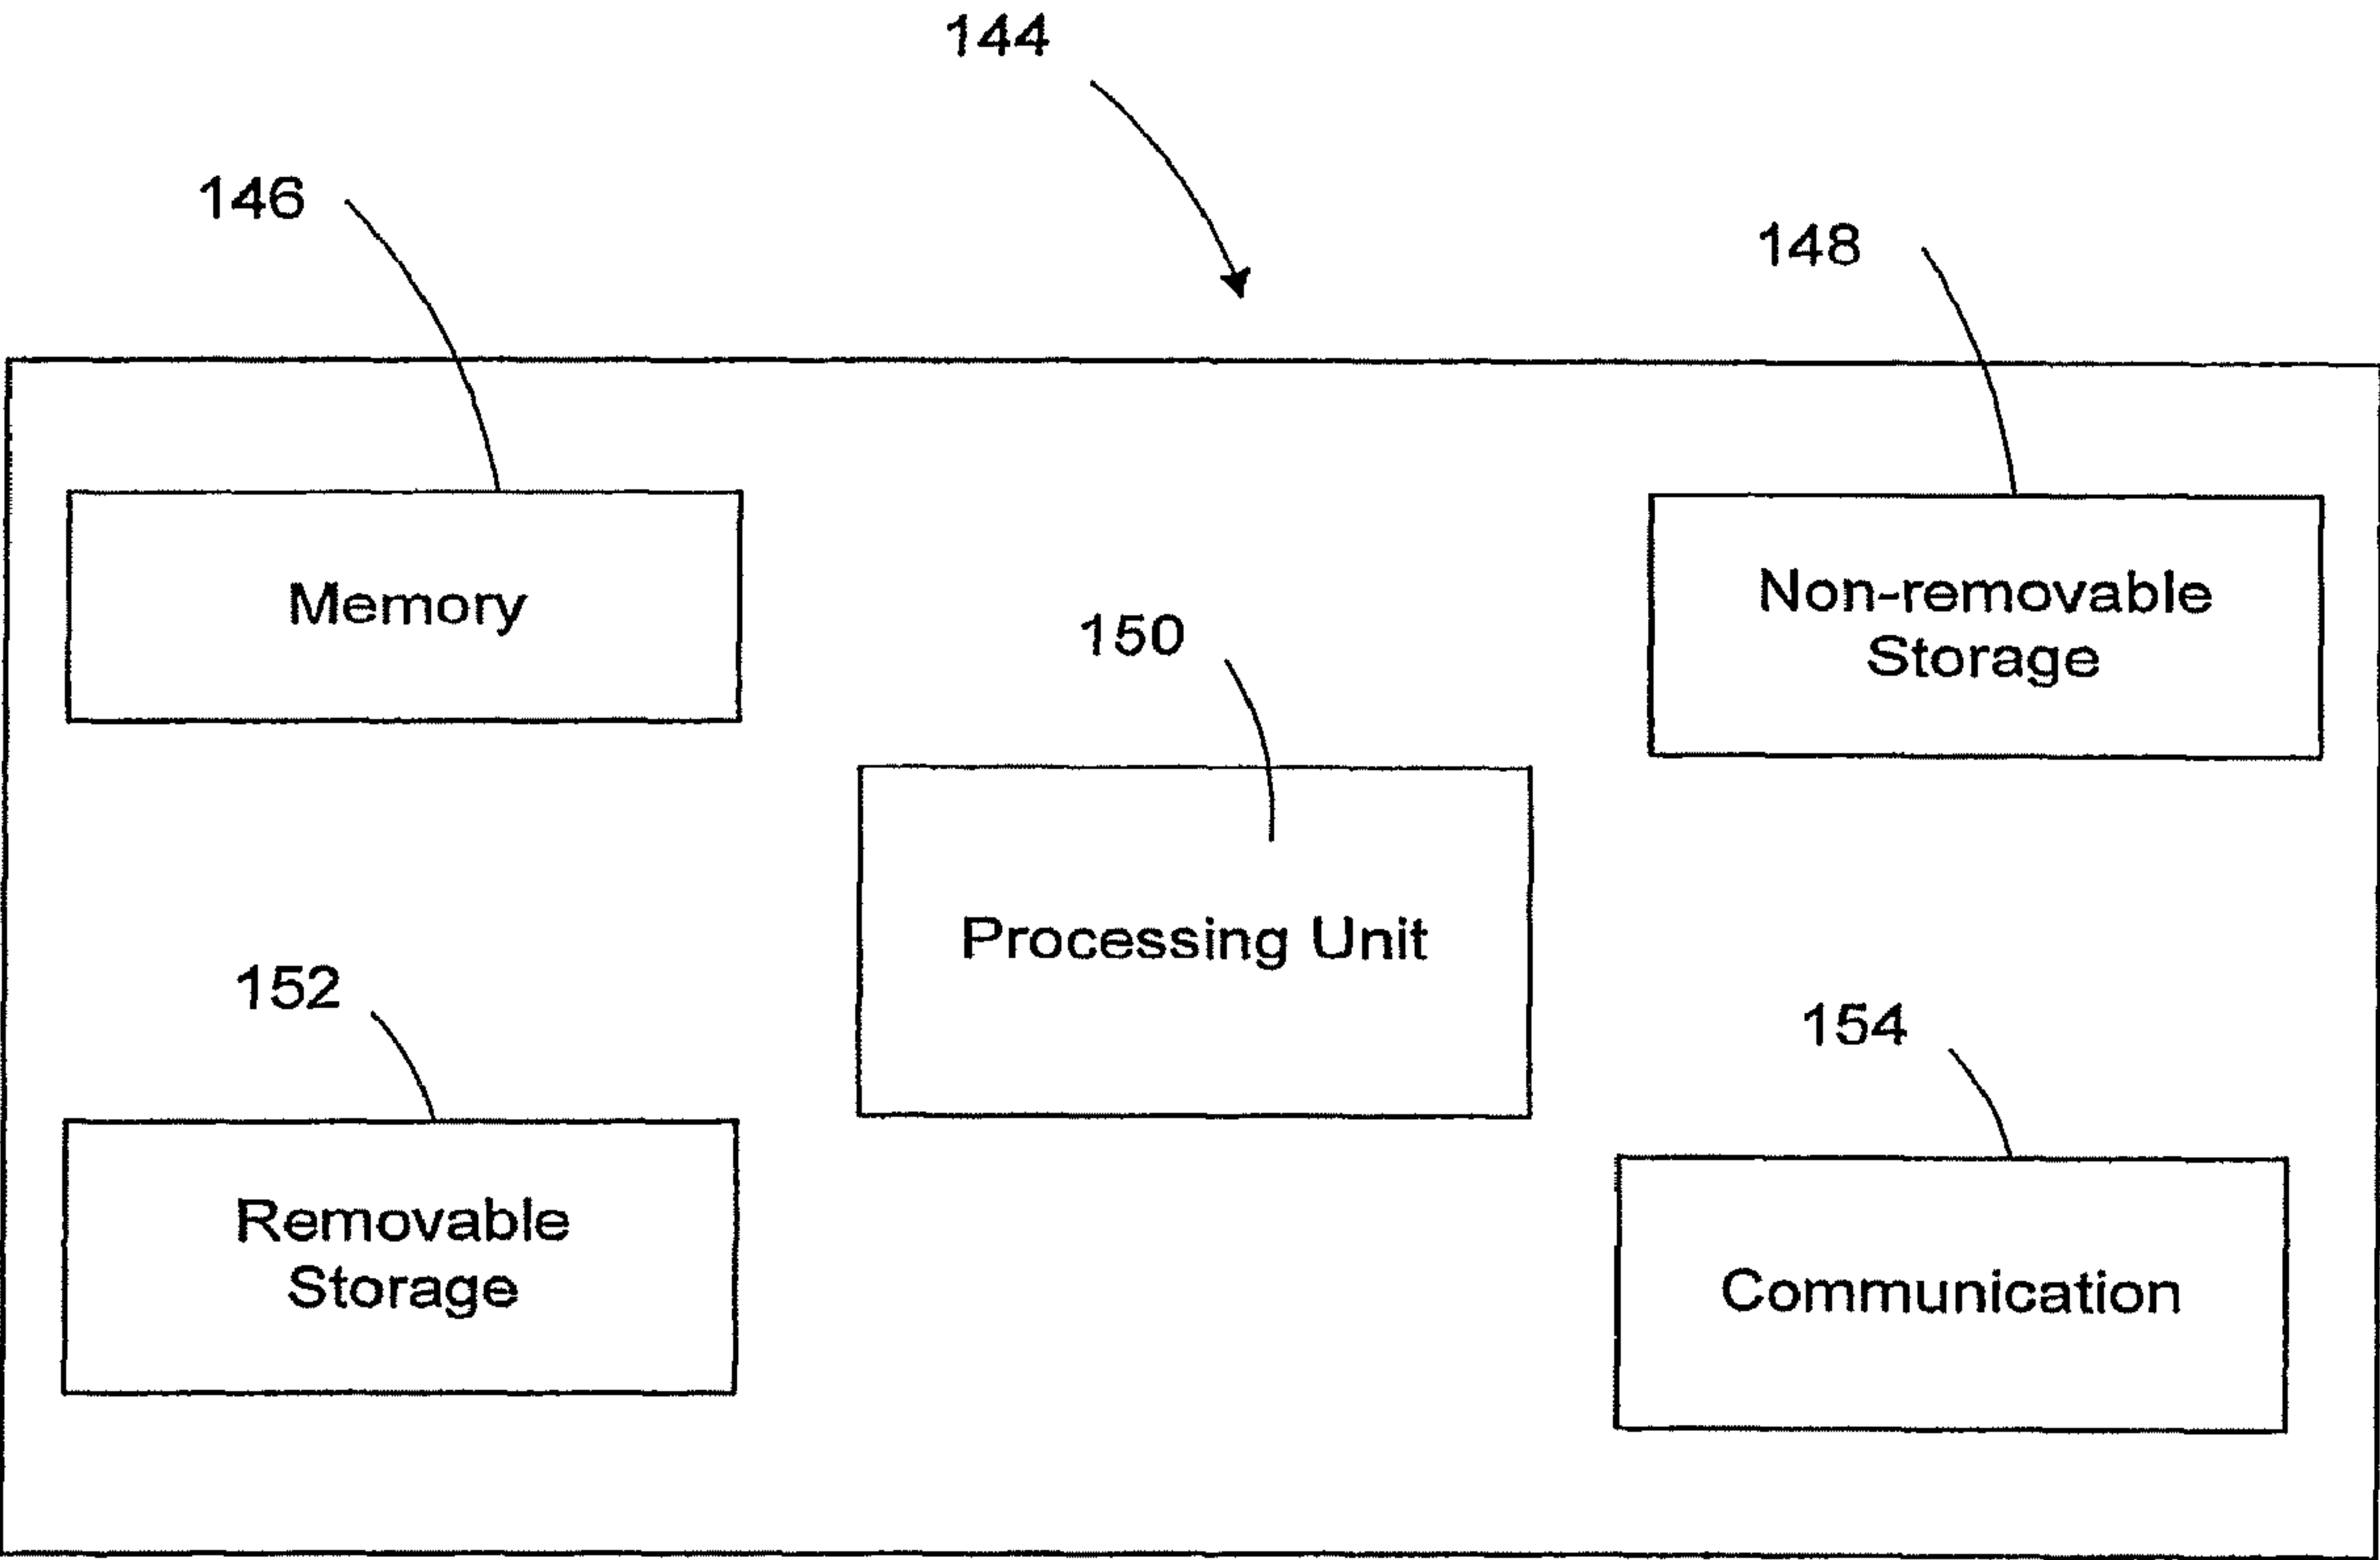 144
146
148
Memory
Non-removable
Storage
150
Processing Unit
152
154
Removable
Storage
Communication